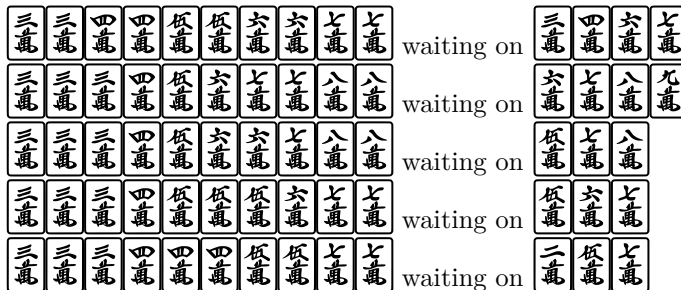 三萬 三萬 四萬 四萬 伍萬 伍萬 六萬 六萬 七萬 七萬 waiting on 三萬 四萬 六萬 七萬
三萬 三萬 三萬 四萬 伍萬 六萬 七萬 七萬 八萬 八萬 waiting on 六萬 七萬 八萬 九萬
三萬 三萬 三萬 四萬 伍萬 六萬 六萬 七萬 八萬 八萬 waiting on 伍萬 七萬 八萬
三萬 三萬 三萬 四萬 伍萬 伍萬 伍萬 六萬 七萬 七萬 waiting on 伍萬 六萬 七萬
三萬 三萬 三萬 四萬 四萬 四萬 伍萬 伍萬 七萬 七萬 waiting on 二萬 伍萬 七萬